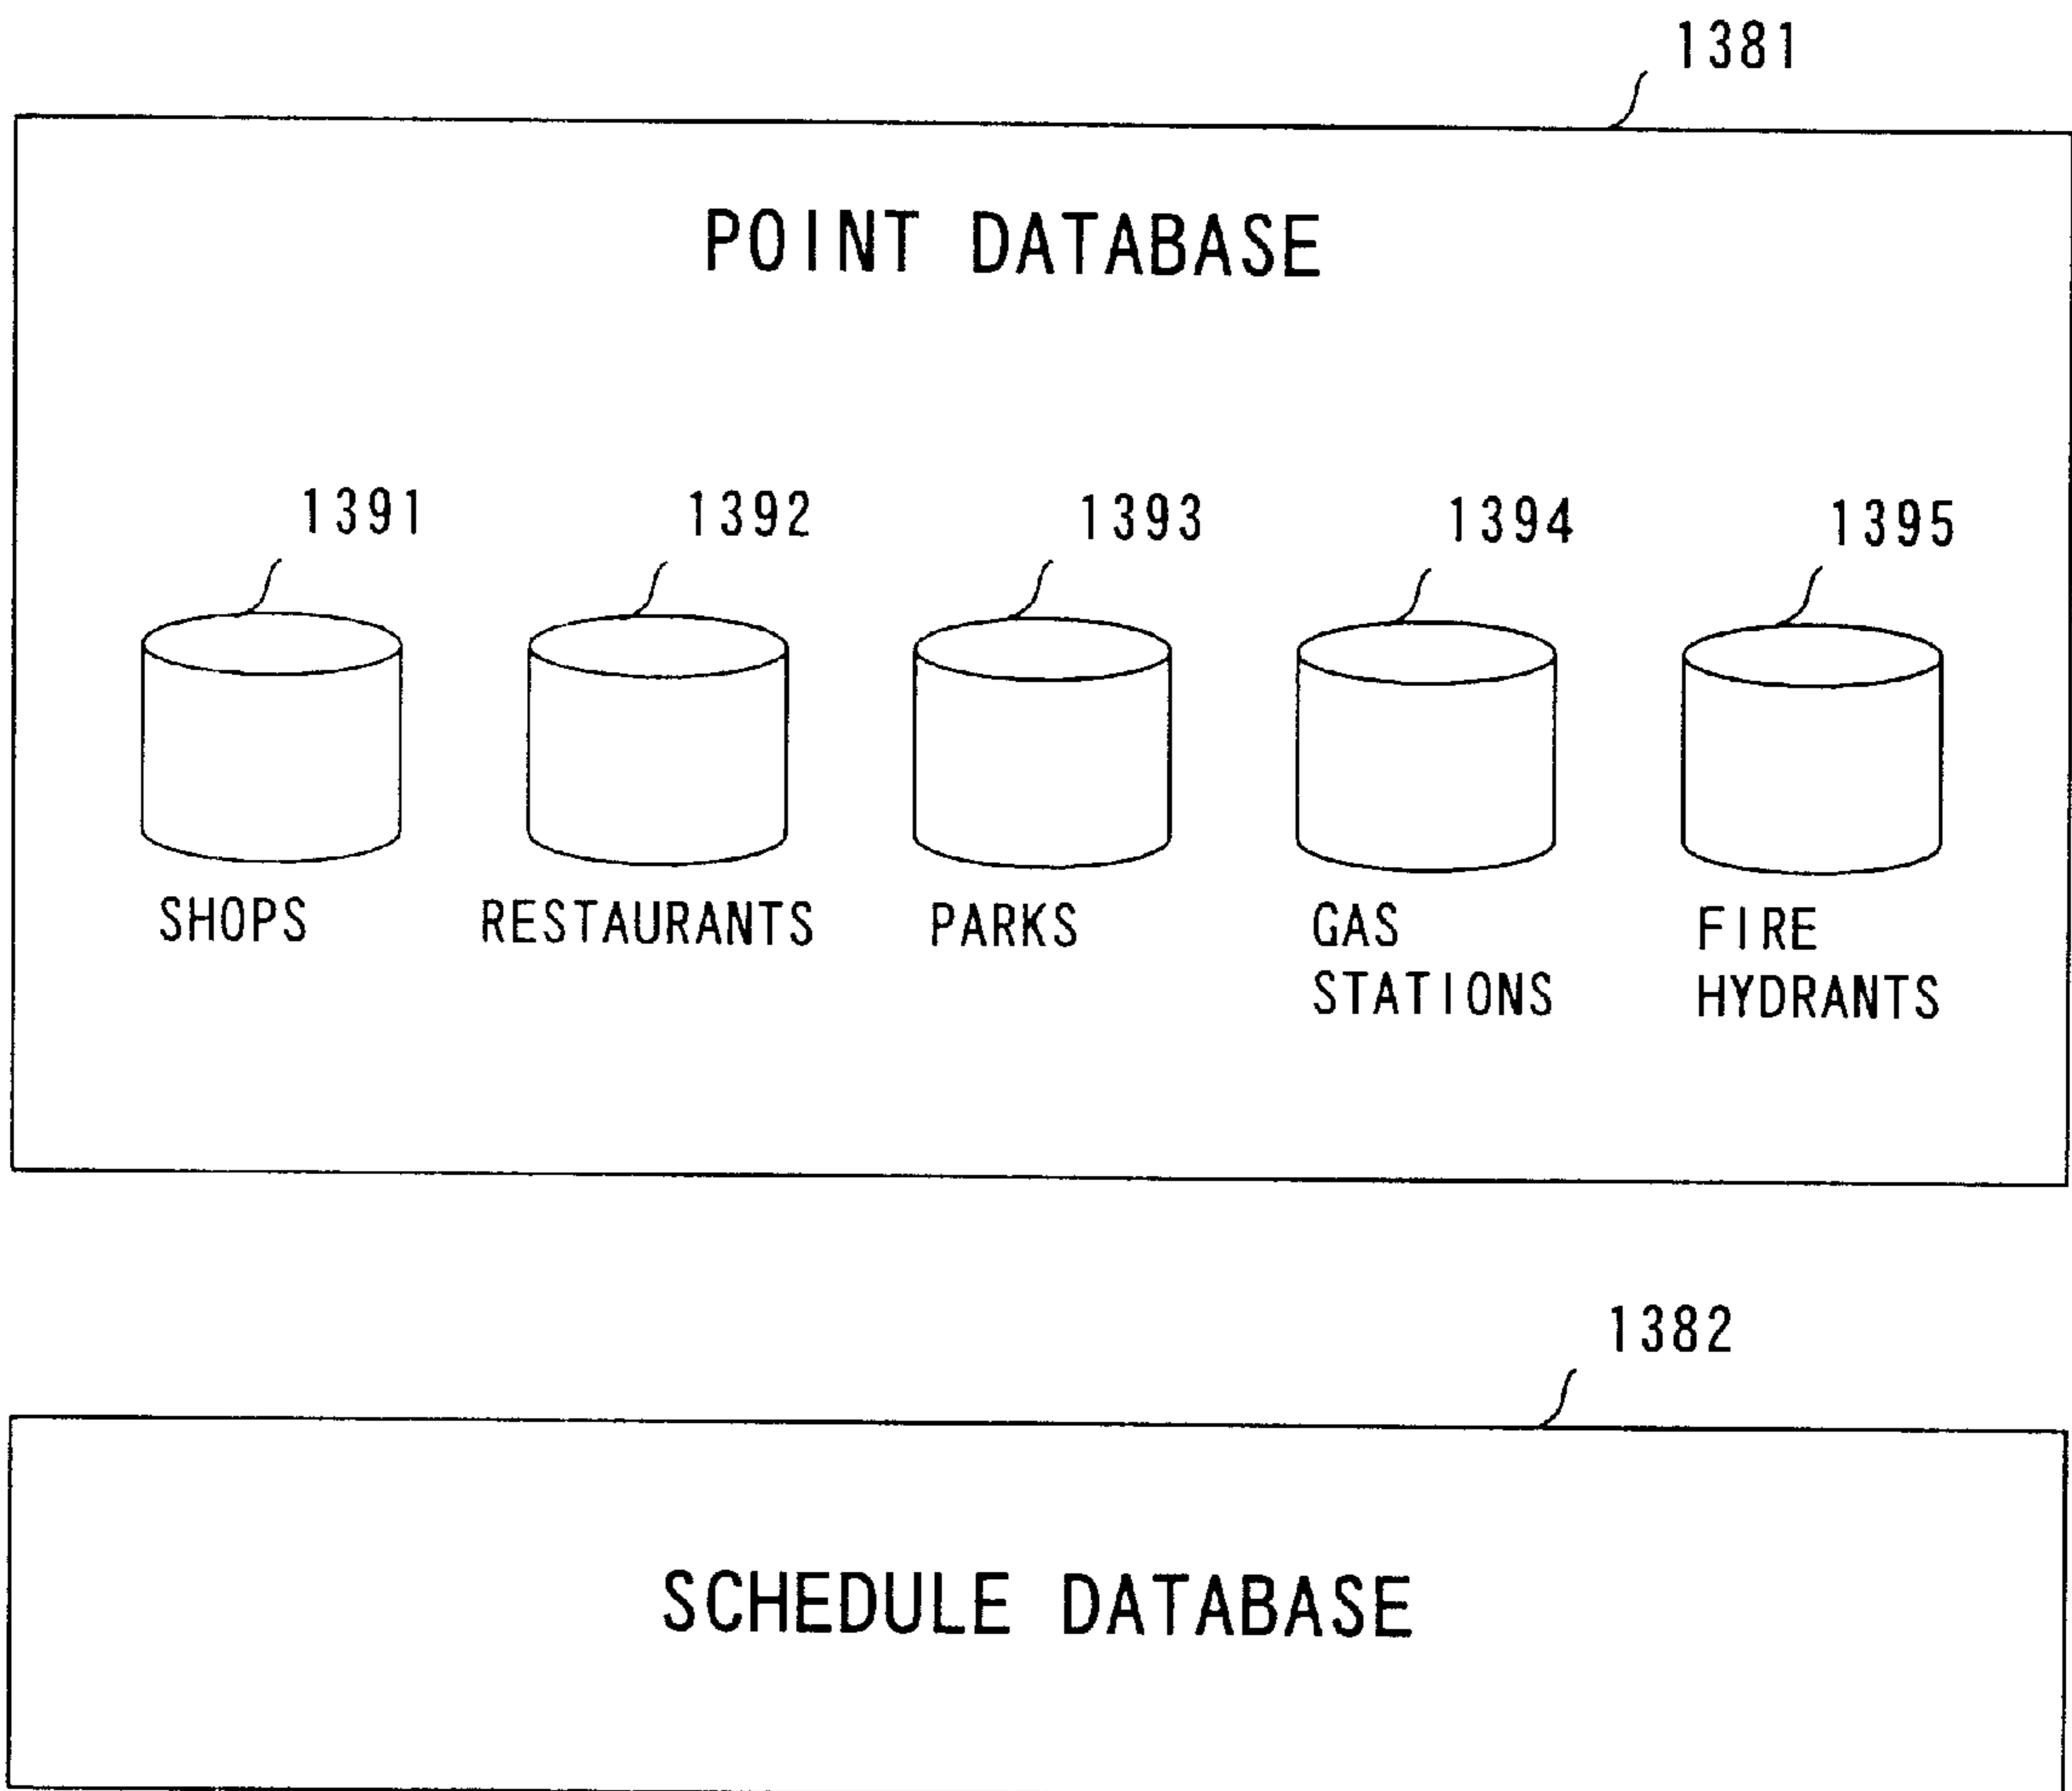 1381
POINT DATABASE
1391 1392 1393 1394 1395
SHOPS RESTAURANTS PARKS GAS STATIONS FIRE HYDRANTS
1382
SCHEDULE DATABASE